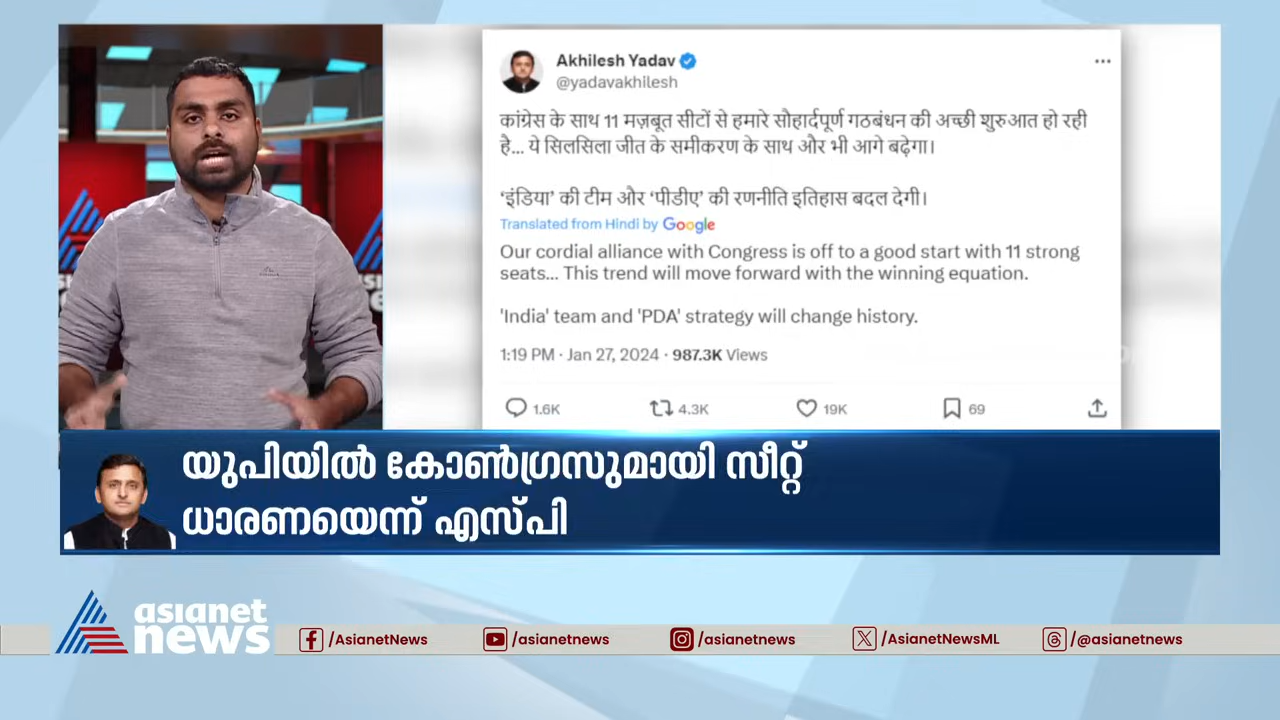 Akhilesh Yadav
@yadavakhilesh
कांग्रेस के साथ 11 मज़बूत सीटों से हमारे सौहार्दपूर्ण गठबंधन की अच्छी शुरुआत हो रही
है... ये सिलसिला जीत के समीकरण के साथ और भी आगे बढ़ेगा।
‘इंडिया’ की टीम और ‘पीडीए’ की रणनीति इतिहास बदल देगी।
Translated from Hindi by Google
Our cordial alliance with Congress is off to a good start with 11 strong
seats... This trend will move forward with the winning equation.
'India' team and 'PDA' strategy will change history.
1:19 PM · Jan 27, 2024 · 987.3K Views
1.6K 4.3K 19K 69
യുപിയിൽ കോൺഗ്രസുമായി സീറ്റ്
ധാരണയെന്ന് എസ്പി
asianet
news
/AsianetNews /asianetnews /asianetnews /AsianetNewsML /@asianetnews